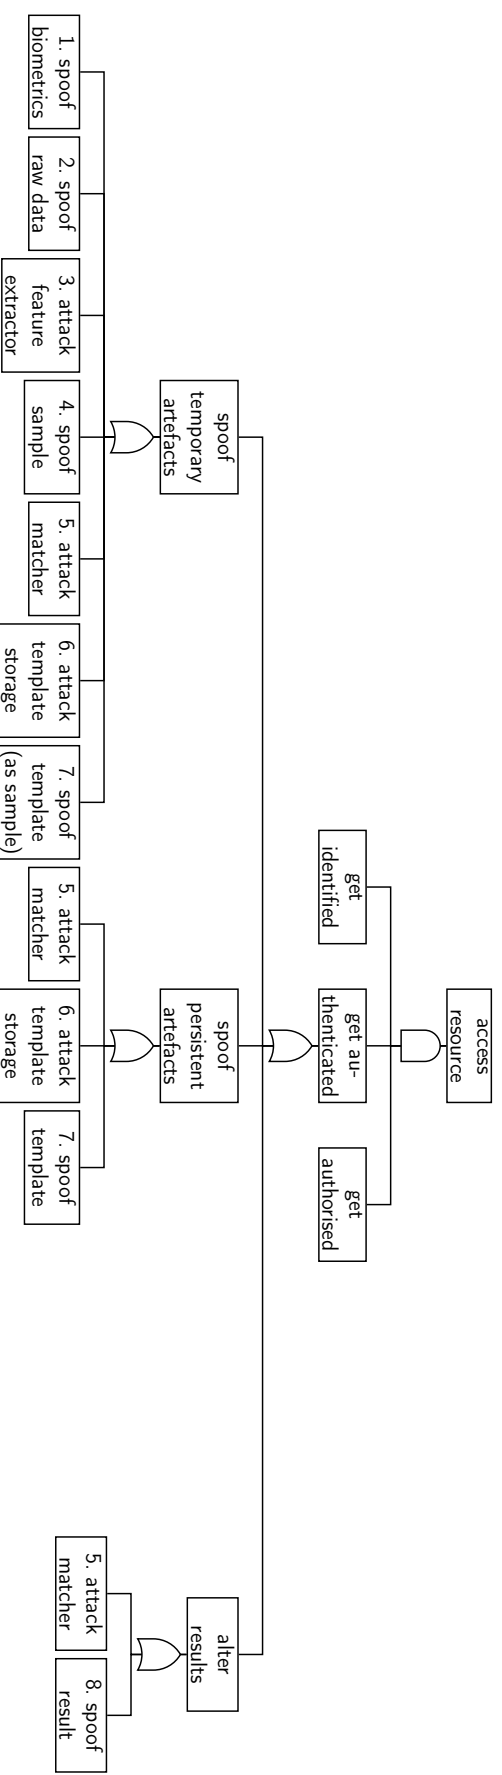 access
resource
get
identified
get au-
thenticated
get
authorised
spoof
temporary
artefacts
spoof
persistent
artefacts
alter
results
1. spoof
biometrics
2. spoof
raw data
3. attack
feature
extractor
4. spoof
sample
5. attack
matcher
6. attack
template
storage
7. spoof
template
(as sample)
5. attack
matcher
6. attack
template
storage
7. spoof
template
5. attack
matcher
8. spoof
result